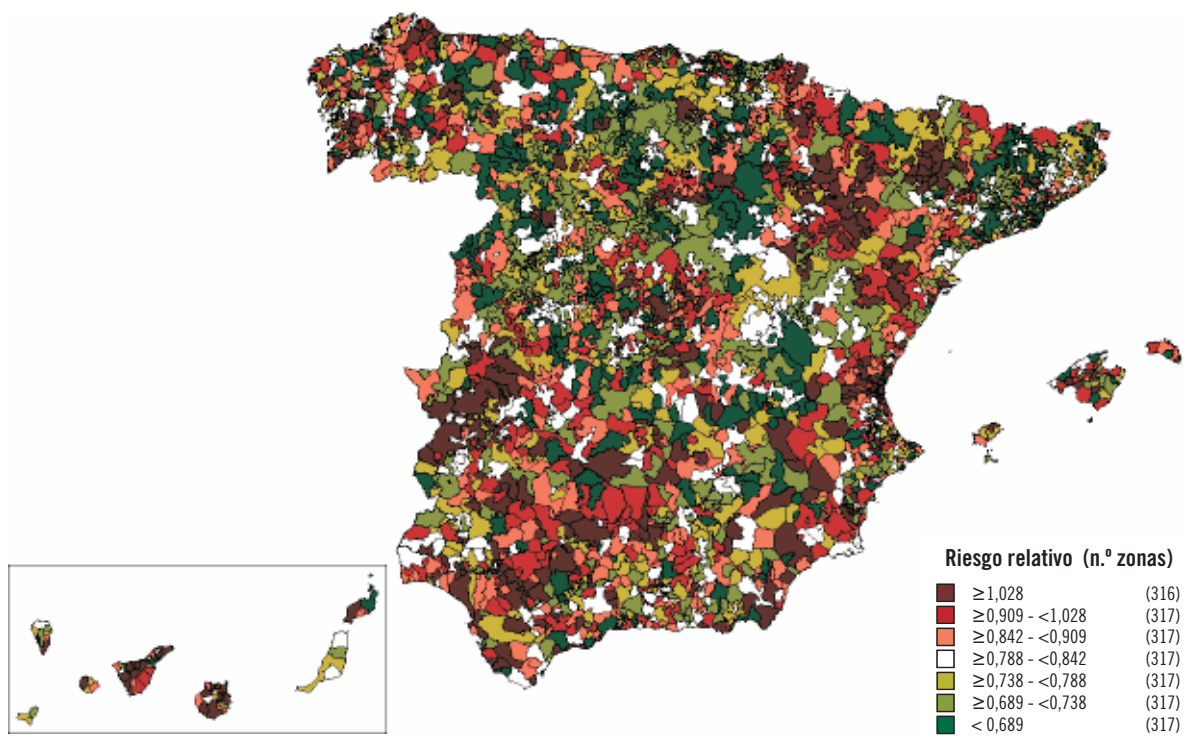 Riesgo relativo (n.º zonas)
≥1,028 (316)
≥0,909 - <1,028 (317)
≥0,842 - <0,909 (317)
≥0,788 - <0,842 (317)
≥0,738 - <0,788 (317)
≥0,689 - <0,738 (317)
< 0,689 (317)